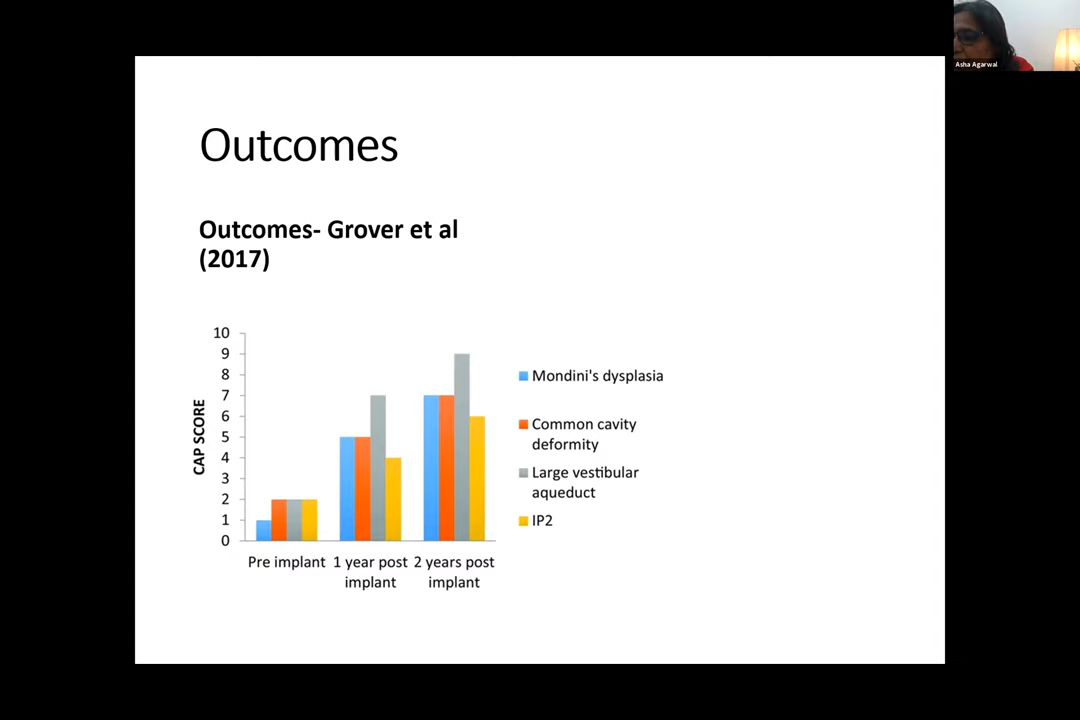 Asha Agarwal
Outcomes
Outcomes- Grover et al
(2017)
10
9
8
7
6
5
4
3
2
1
0
CAP SCORE
Pre implant
1 year post
implant
2 years post
implant
Mondini's dysplasia
Common cavity
deformity
Large vestibular
aqueduct
IP2